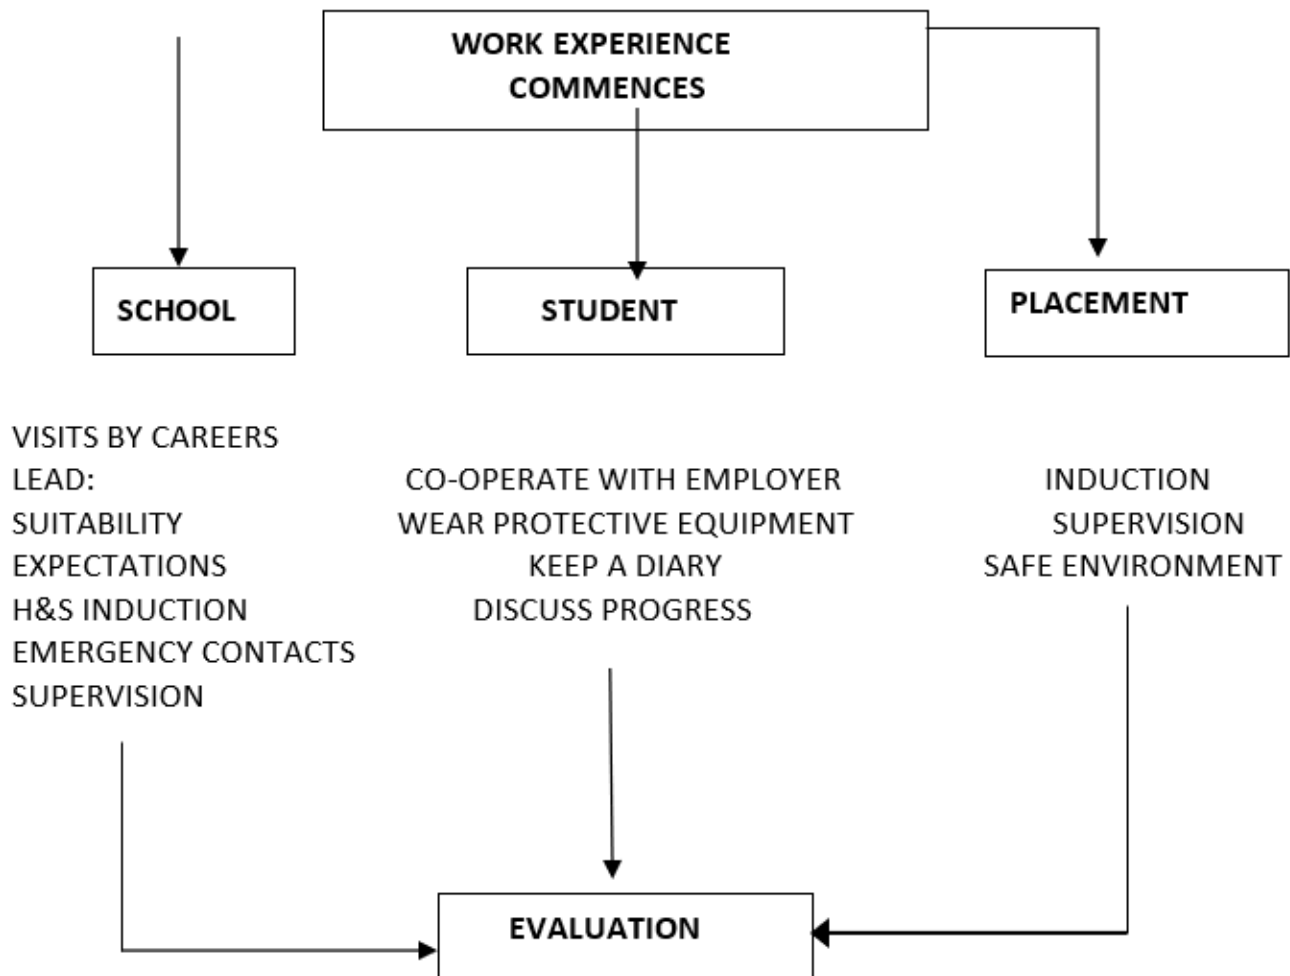 WORK EXPERIENCE
COMMENCES
SCHOOL
STUDENT
PLACEMENT
VISITS BY CAREERS
LEAD:
SUITABILITY
EXPECTATIONS
H&S INDUCTION
EMERGENCY CONTACTS
SUPERVISION
CO-OPERATE WITH EMPLOYER
WEAR PROTECTIVE EQUIPMENT
KEEP A DIARY
DISCUSS PROGRESS
INDUCTION
SUPERVISION
SAFE ENVIRONMENT
EVALUATION